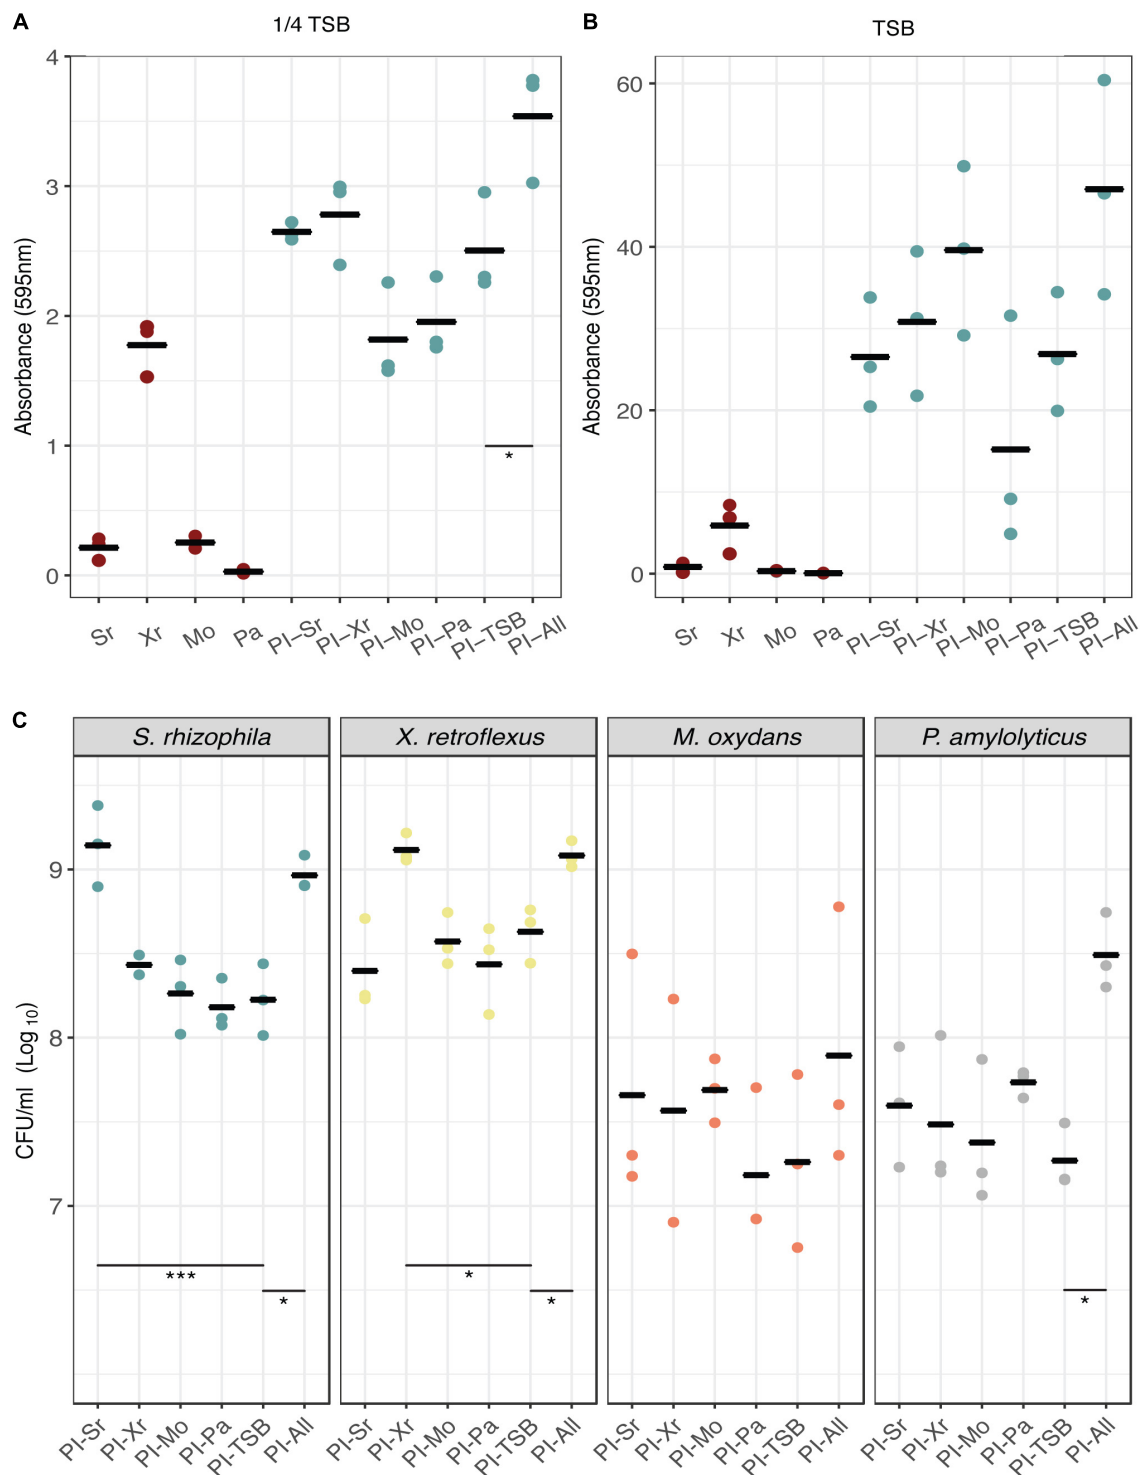 A
1/4 TSB
B
TSB
Absorbance (595nm)
4
3
2
1
0
*
Sr
Xr
Mo
Pa
PI–Sr
PI–Xr
PI–Mo
PI–Pa
PI–TSB
PI–All
Absorbance (595nm)
60
40
20
0
Sr
Xr
Mo
Pa
PI–Sr
PI–Xr
PI–Mo
PI–Pa
PI–TSB
PI–All
C
S. rhizophila
X. retroflexus
M. oxydans
P. amylolyticus
CFU/ml (Log 10)
9
8
7
***
*
*
*
*
PI-Sr
PI-Xr
PI-Mo
PI-Pa
PI-TSB
PI-All
PI-Sr
PI-Xr
PI-Mo
PI-Pa
PI-TSB
PI-All
PI-Sr
PI-Xr
PI-Mo
PI-Pa
PI-TSB
PI-All
PI-Sr
PI-Xr
PI-Mo
PI-Pa
PI-TSB
PI-All